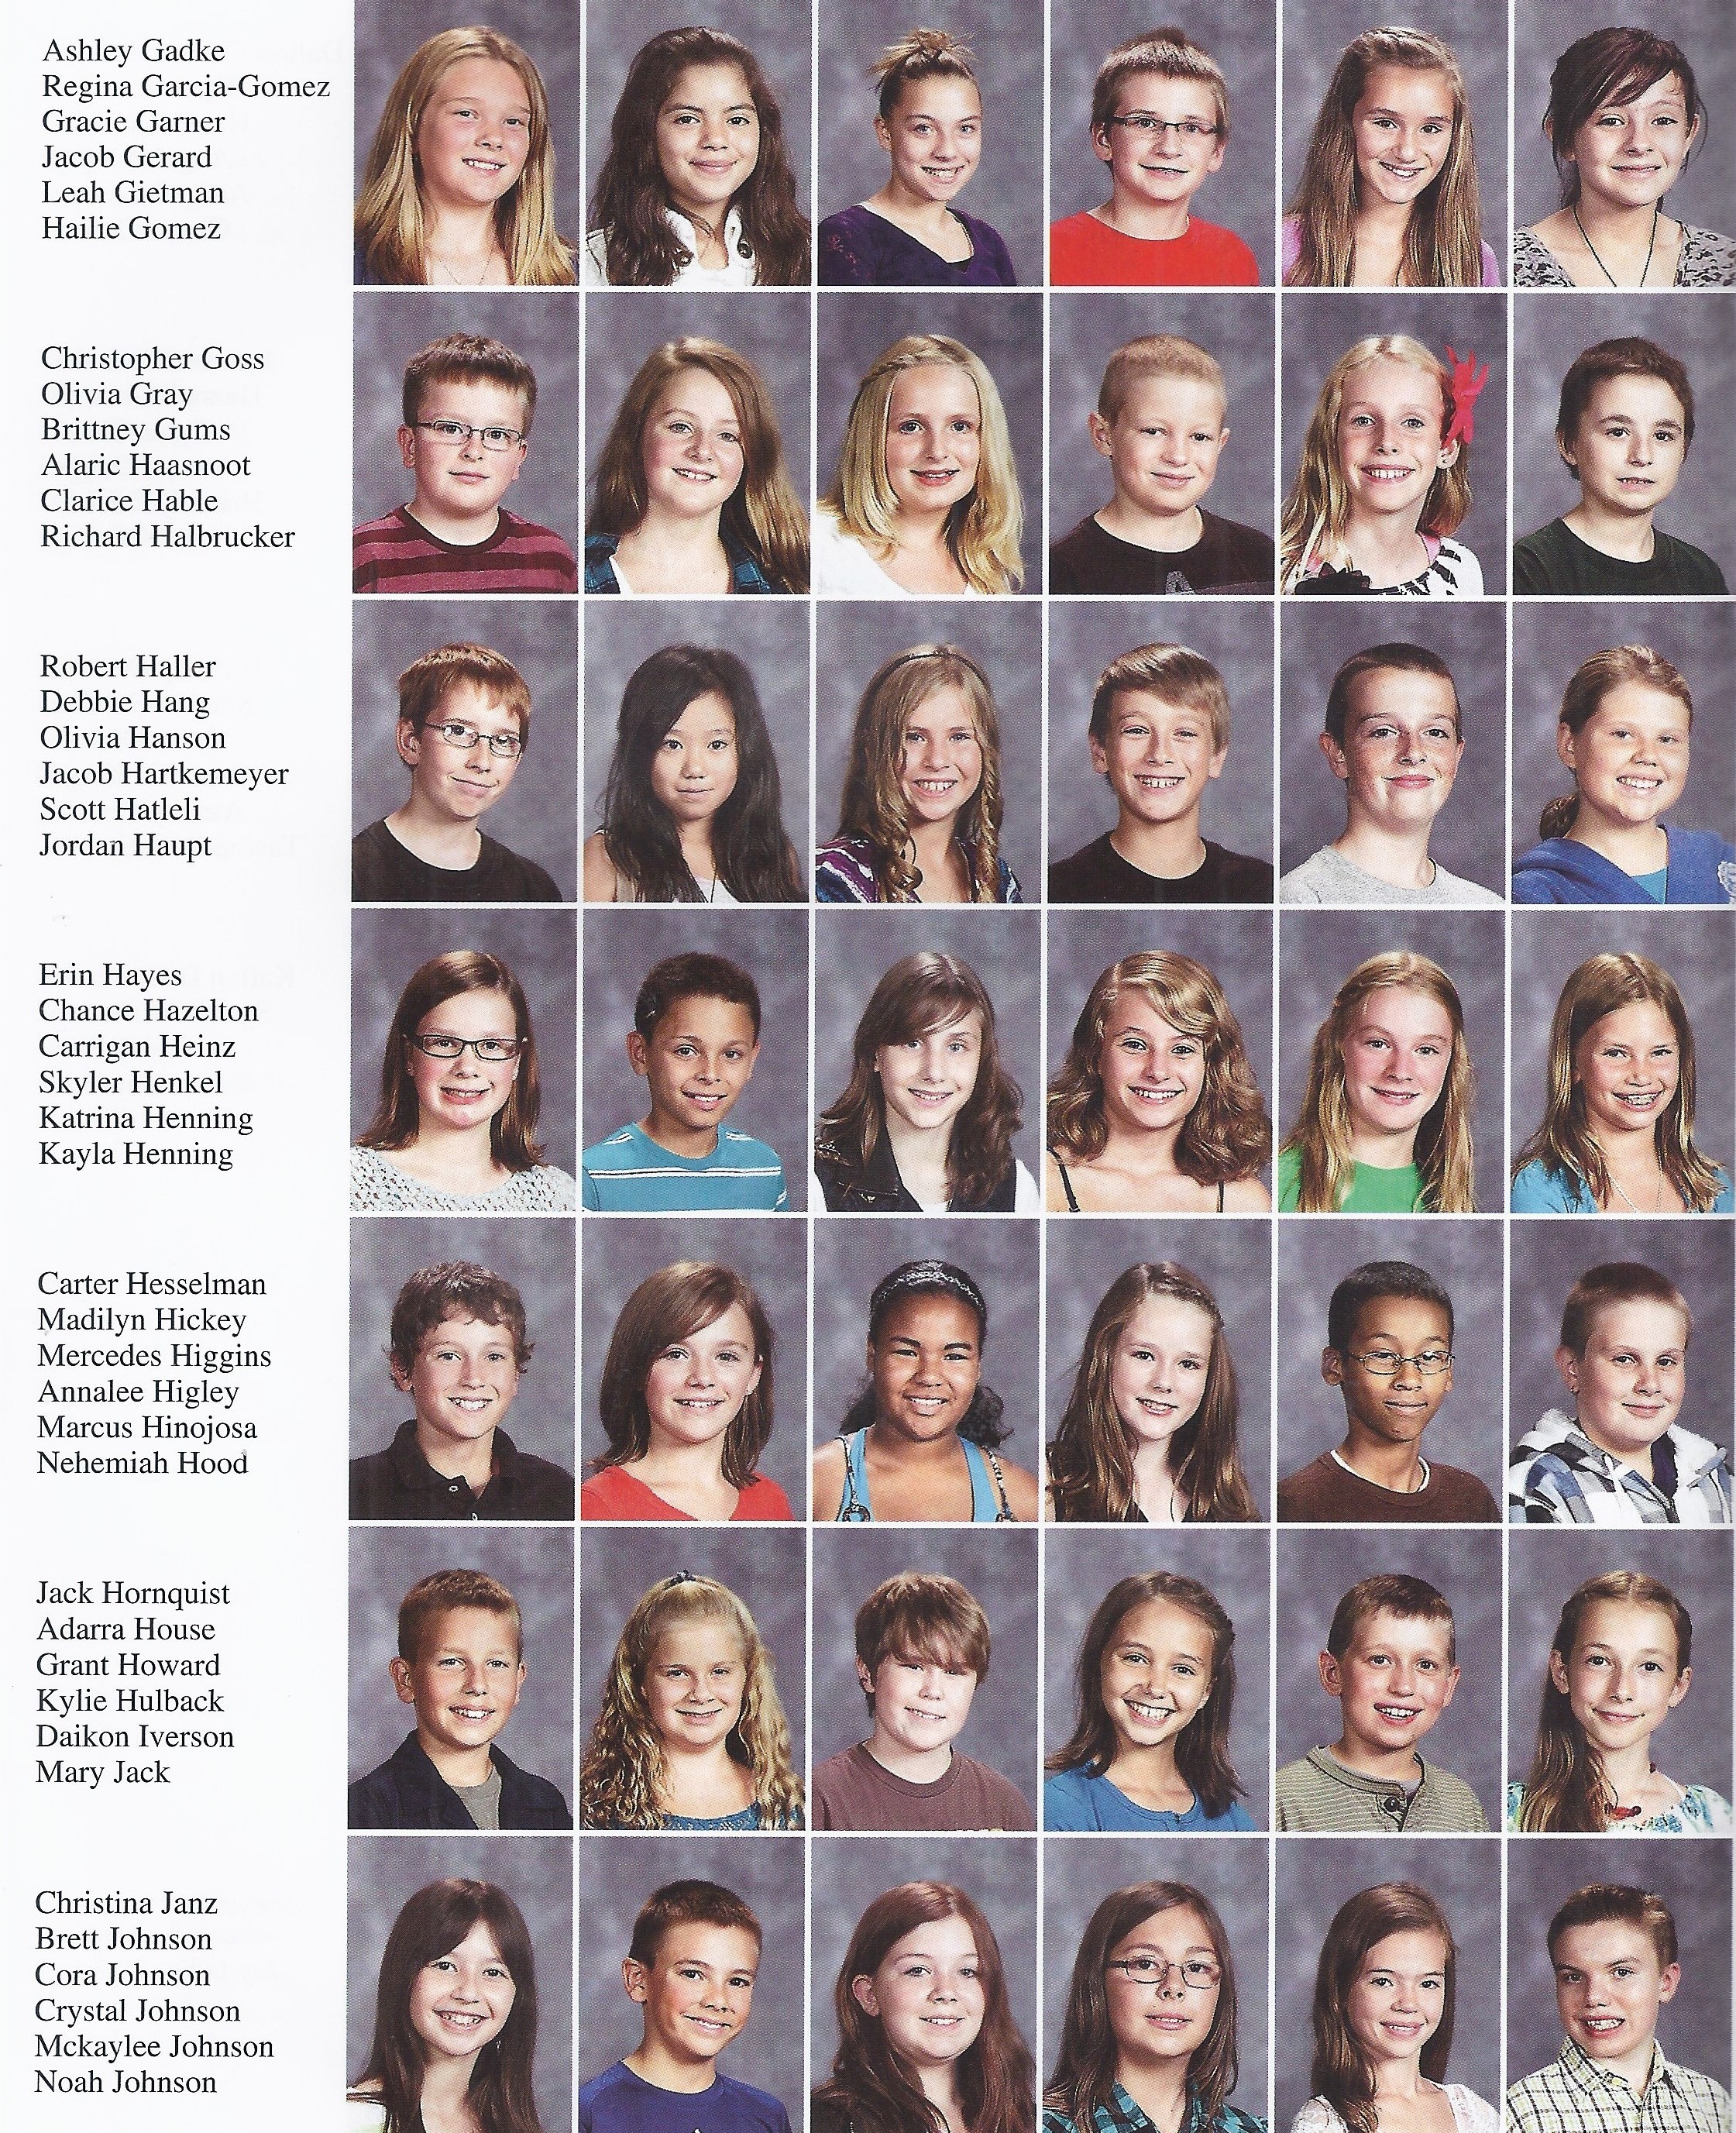 Ashley Gadke
Regina Garcia-Gomez
Gracie Garner
Jacob Gerard
Leah Gietman
Hailie Gomez
Christopher Goss
Olivia Gray
Brittney Gums
Alaric Haasnoot
Clarice Hable
Richard Halbrucker
Robert Haller
Debbie Hang
Olivia Hanson
Jacob Hartkemeyer
Scott Hatleli
Jordan Haupt
Erin Hayes
Chance Hazelton
Carrigan Heinz
Skyler Henkel
Katrina Henning
Kayla Henning
Carter Hesselman
Madilyn Hickey
Mercedes Higgins
Annalee Higley
Marcus Hinojosa
Nehemiah Hood
Jack Hornquist
Adarra House
Grant Howard
Kylie Hulback
Daikon Iverson
Mary Jack
Christina Janz
Brett Johnson
Cora Johnson
Crystal Johnson
Mckaylee Johnson
Noah Johnson